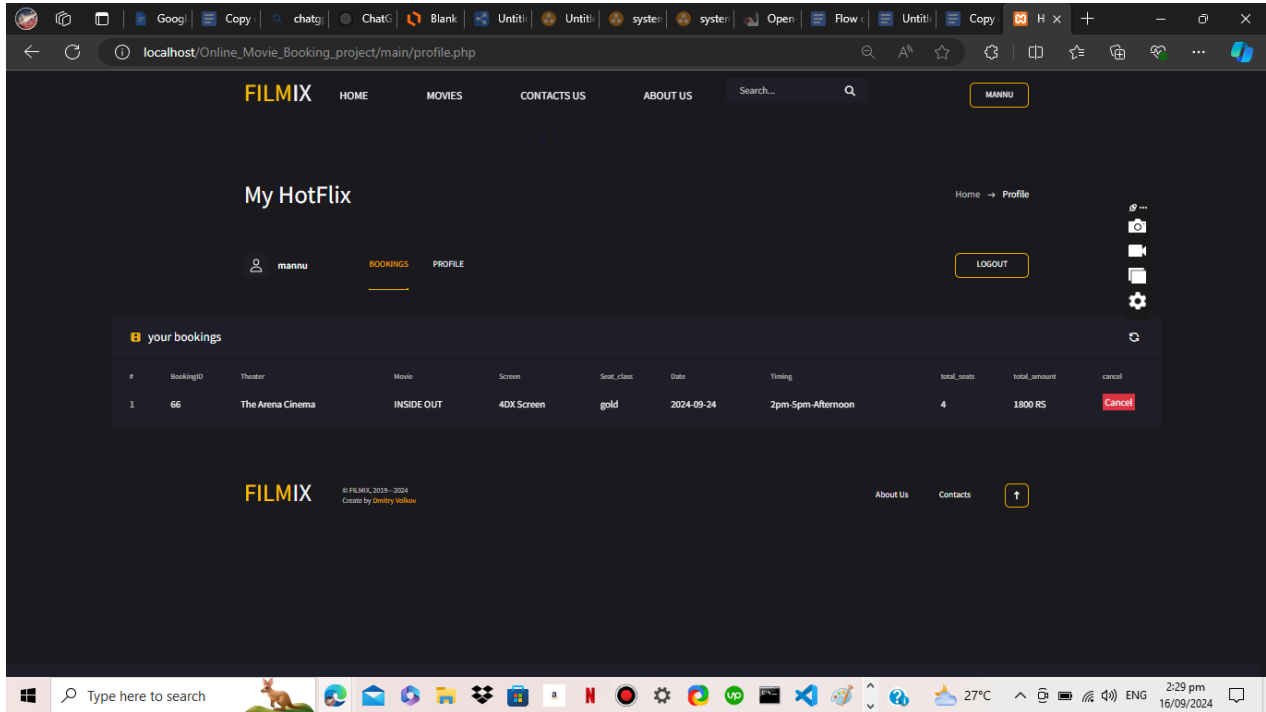 Googl Copy chatg ChatG Blank Untitl Untitl system system Open Flow Untitl Copy H
localhost/Online_Movie_Booking_project/main/profile.php
FILMIX HOME MOVIES CONTACTS US ABOUT US Search... MANNU
My HotFlix Home → Profile
mannu BOOKINGS PROFILE LOGOUT
your bookings
# BookingID Theater Movie Screen Seat_class Date Timing total_seats total_amount cancel
1 66 The Arena Cinema INSIDE OUT 4DX Screen gold 2024-09-24 2pm-5pm-Afternoon 4 1800 RS Cancel
FILMIX © FILMIX, 2019—2024
Create by Dmitry Volkov
About Us Contacts
Type here to search 27°C ENG 2:29 pm
16/09/2024